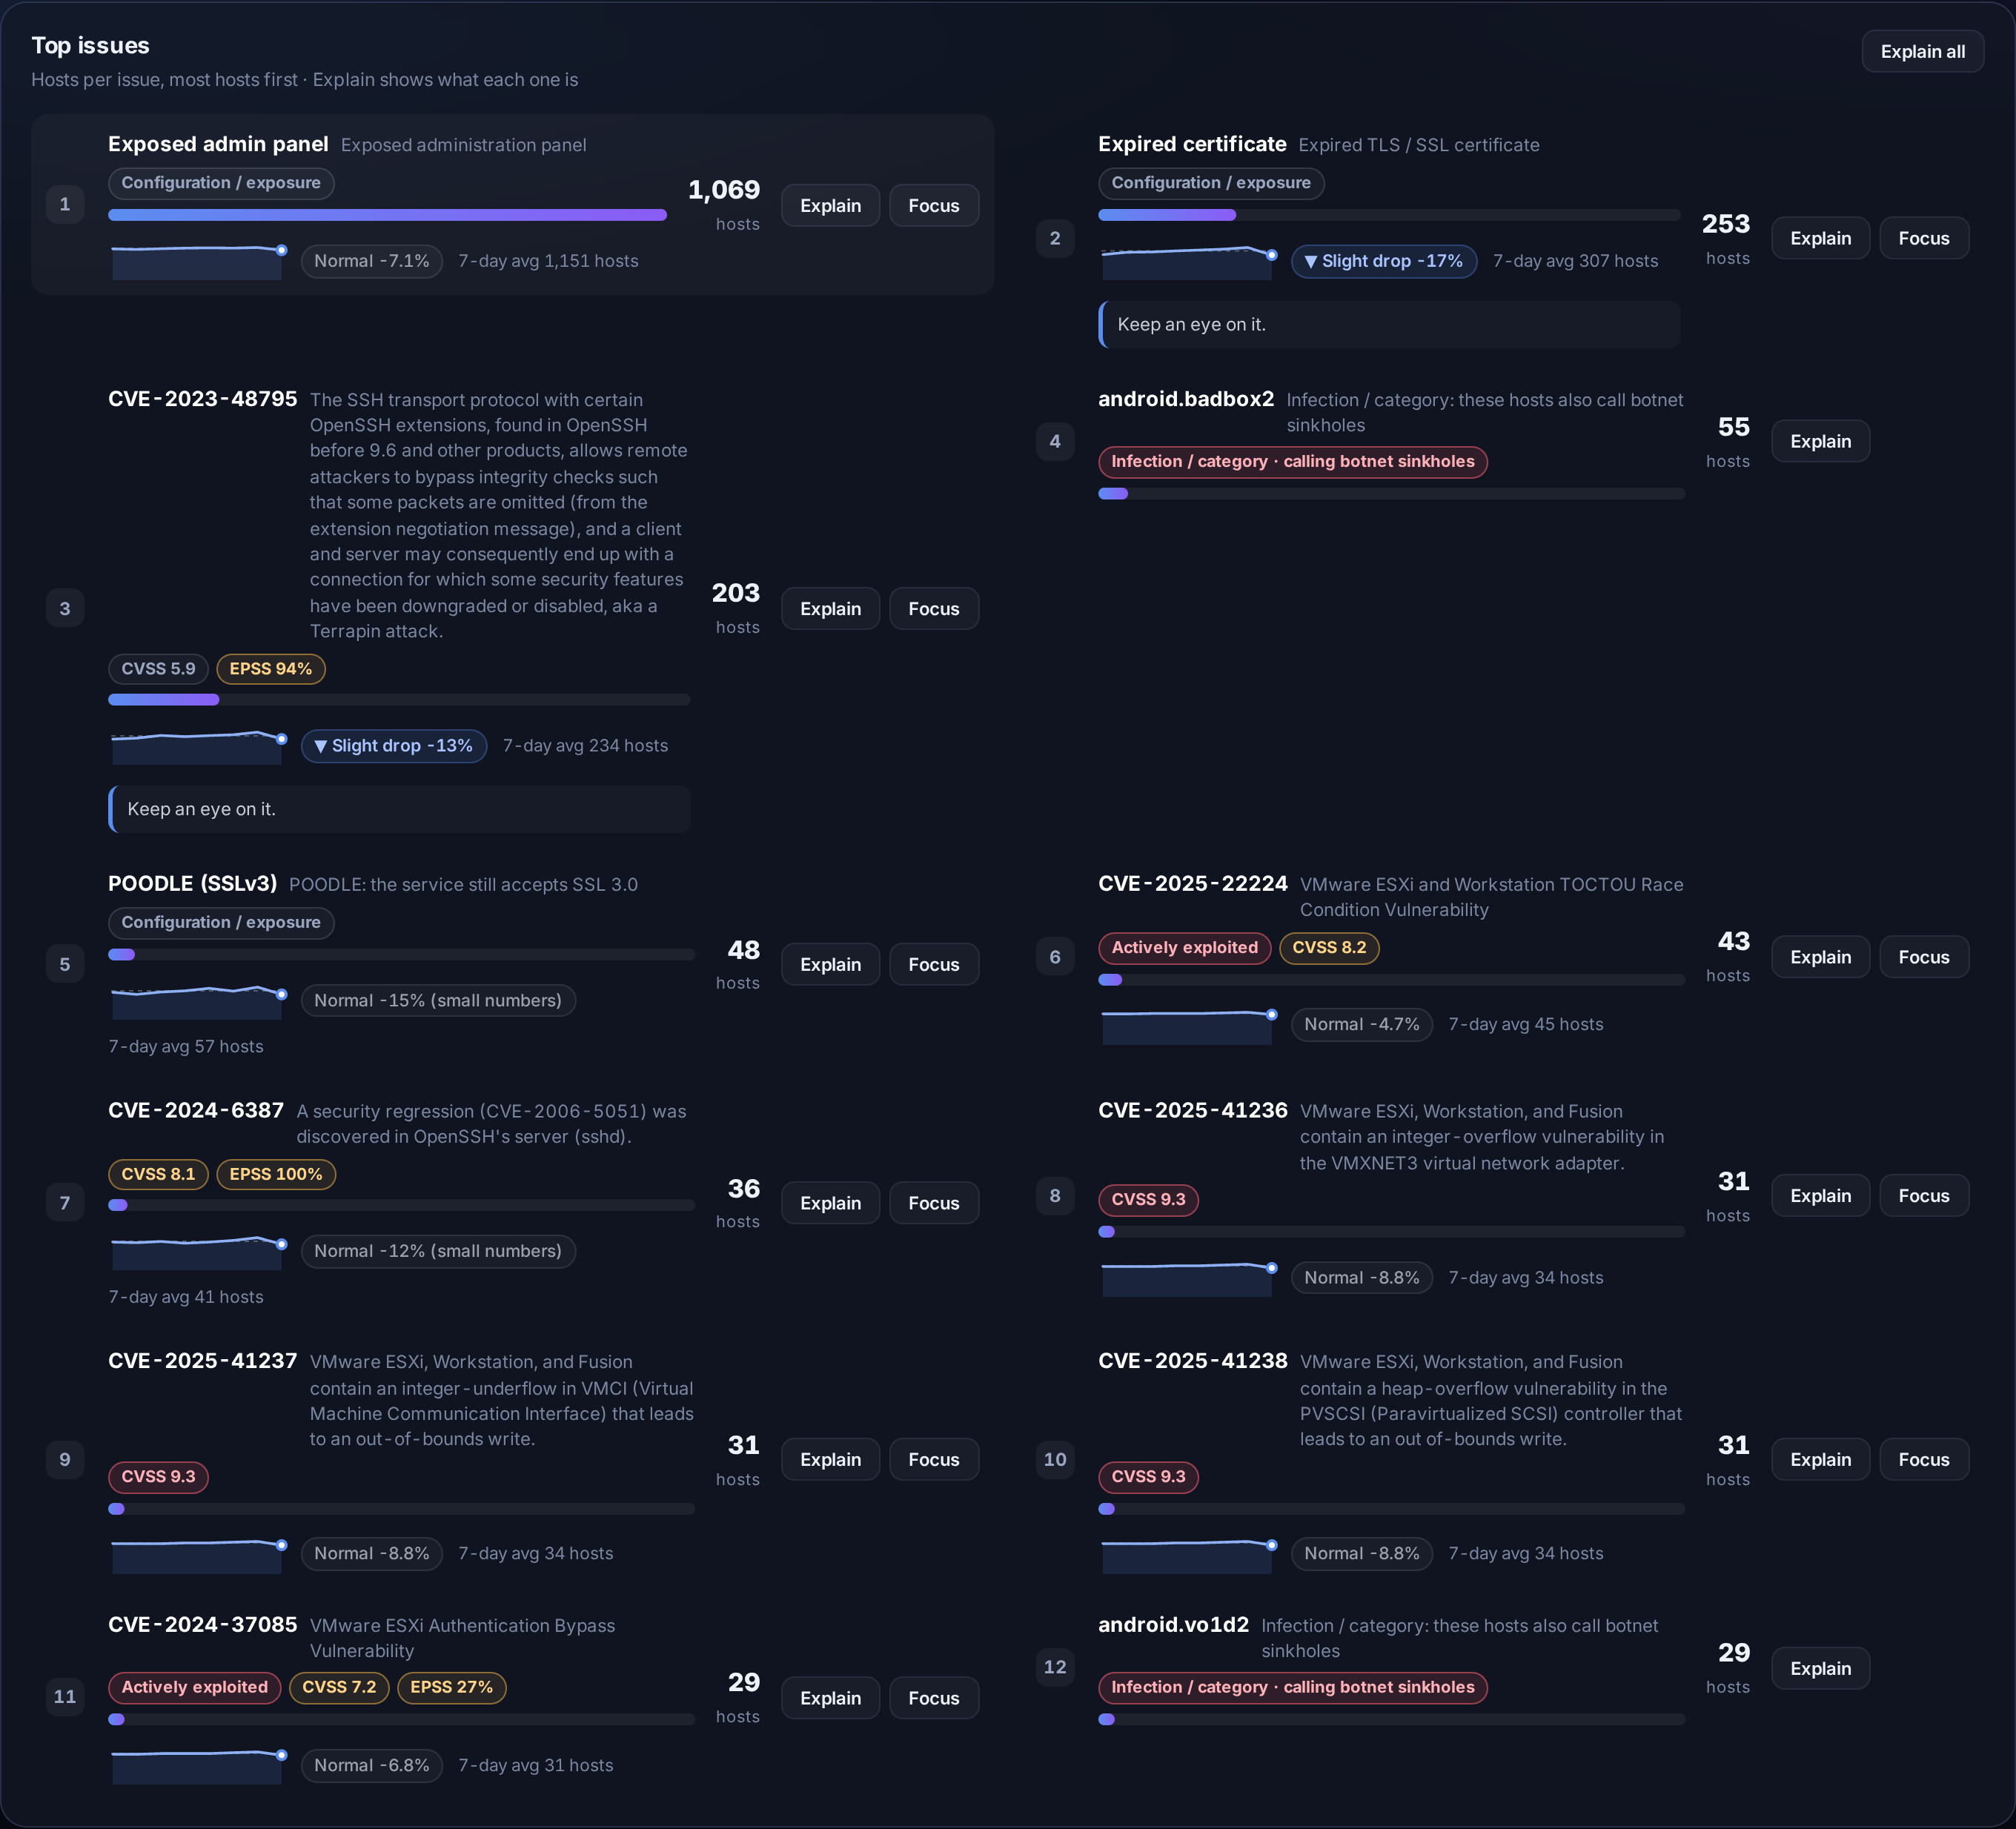 Top issues
Hosts per issue, most hosts first · Explain shows what each one is
Explain all
1
Exposed admin panel Exposed administration panel
Configuration / exposure
1,069
hosts
Explain
Focus
Normal -7.1%
7-day avg 1,151 hosts
2
Expired certificate Expired TLS / SSL certificate
Configuration / exposure
253
hosts
Explain
Focus
▼ Slight drop -17%
7-day avg 307 hosts
Keep an eye on it.
3
CVE-2023-48795 The SSH transport protocol with certain
OpenSSH extensions, found in OpenSSH
before 9.6 and other products, allows remote
attackers to bypass integrity checks such
that some packets are omitted (from the
extension negotiation message), and a client
and server may consequently end up with a
connection for which some security features
have been downgraded or disabled, aka a
Terrapin attack.
CVSS 5.9
EPSS 94%
203
hosts
Explain
Focus
▼ Slight drop -13%
7-day avg 234 hosts
Keep an eye on it.
4
android.badbox2 Infection / category: these hosts also call botnet
sinkholes
Infection / category · calling botnet sinkholes
55
hosts
Explain
5
POODLE (SSLv3) POODLE: the service still accepts SSL 3.0
Configuration / exposure
48
hosts
Explain
Focus
Normal -15% (small numbers)
7-day avg 57 hosts
6
CVE-2025-22224 VMware ESXi and Workstation TOCTOU Race
Condition Vulnerability
Actively exploited
CVSS 8.2
43
hosts
Explain
Focus
Normal -4.7%
7-day avg 45 hosts
7
CVE-2024-6387 A security regression (CVE-2006-5051) was
discovered in OpenSSH's server (sshd).
CVSS 8.1
EPSS 100%
36
hosts
Explain
Focus
Normal -12% (small numbers)
7-day avg 41 hosts
8
CVE-2025-41236 VMware ESXi, Workstation, and Fusion
contain an integer-overflow vulnerability in
the VMXNET3 virtual network adapter.
CVSS 9.3
31
hosts
Explain
Focus
Normal -8.8%
7-day avg 34 hosts
9
CVE-2025-41237 VMware ESXi, Workstation, and Fusion
contain an integer-underflow in VMCI (Virtual
Machine Communication Interface) that leads
to an out-of-bounds write.
CVSS 9.3
31
hosts
Explain
Focus
Normal -8.8%
7-day avg 34 hosts
10
CVE-2025-41238 VMware ESXi, Workstation, and Fusion
contain a heap-overflow vulnerability in the
PVSCSI (Paravirtualized SCSI) controller that
leads to an out of-bounds write.
CVSS 9.3
31
hosts
Explain
Focus
Normal -8.8%
7-day avg 34 hosts
11
CVE-2024-37085 VMware ESXi Authentication Bypass
Vulnerability
Actively exploited
CVSS 7.2
EPSS 27%
29
hosts
Explain
Focus
Normal -6.8%
7-day avg 31 hosts
12
android.vo1d2 Infection / category: these hosts also call botnet
sinkholes
Infection / category · calling botnet sinkholes
29
hosts
Explain